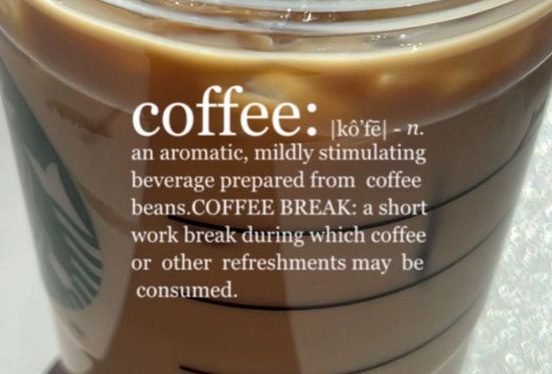 coffee: |kô'fē| - n.
an aromatic, mildly stimulating
beverage prepared from coffee
beans.COFFEE BREAK: a short
work break during which coffee
or other refreshments may be
consumed.